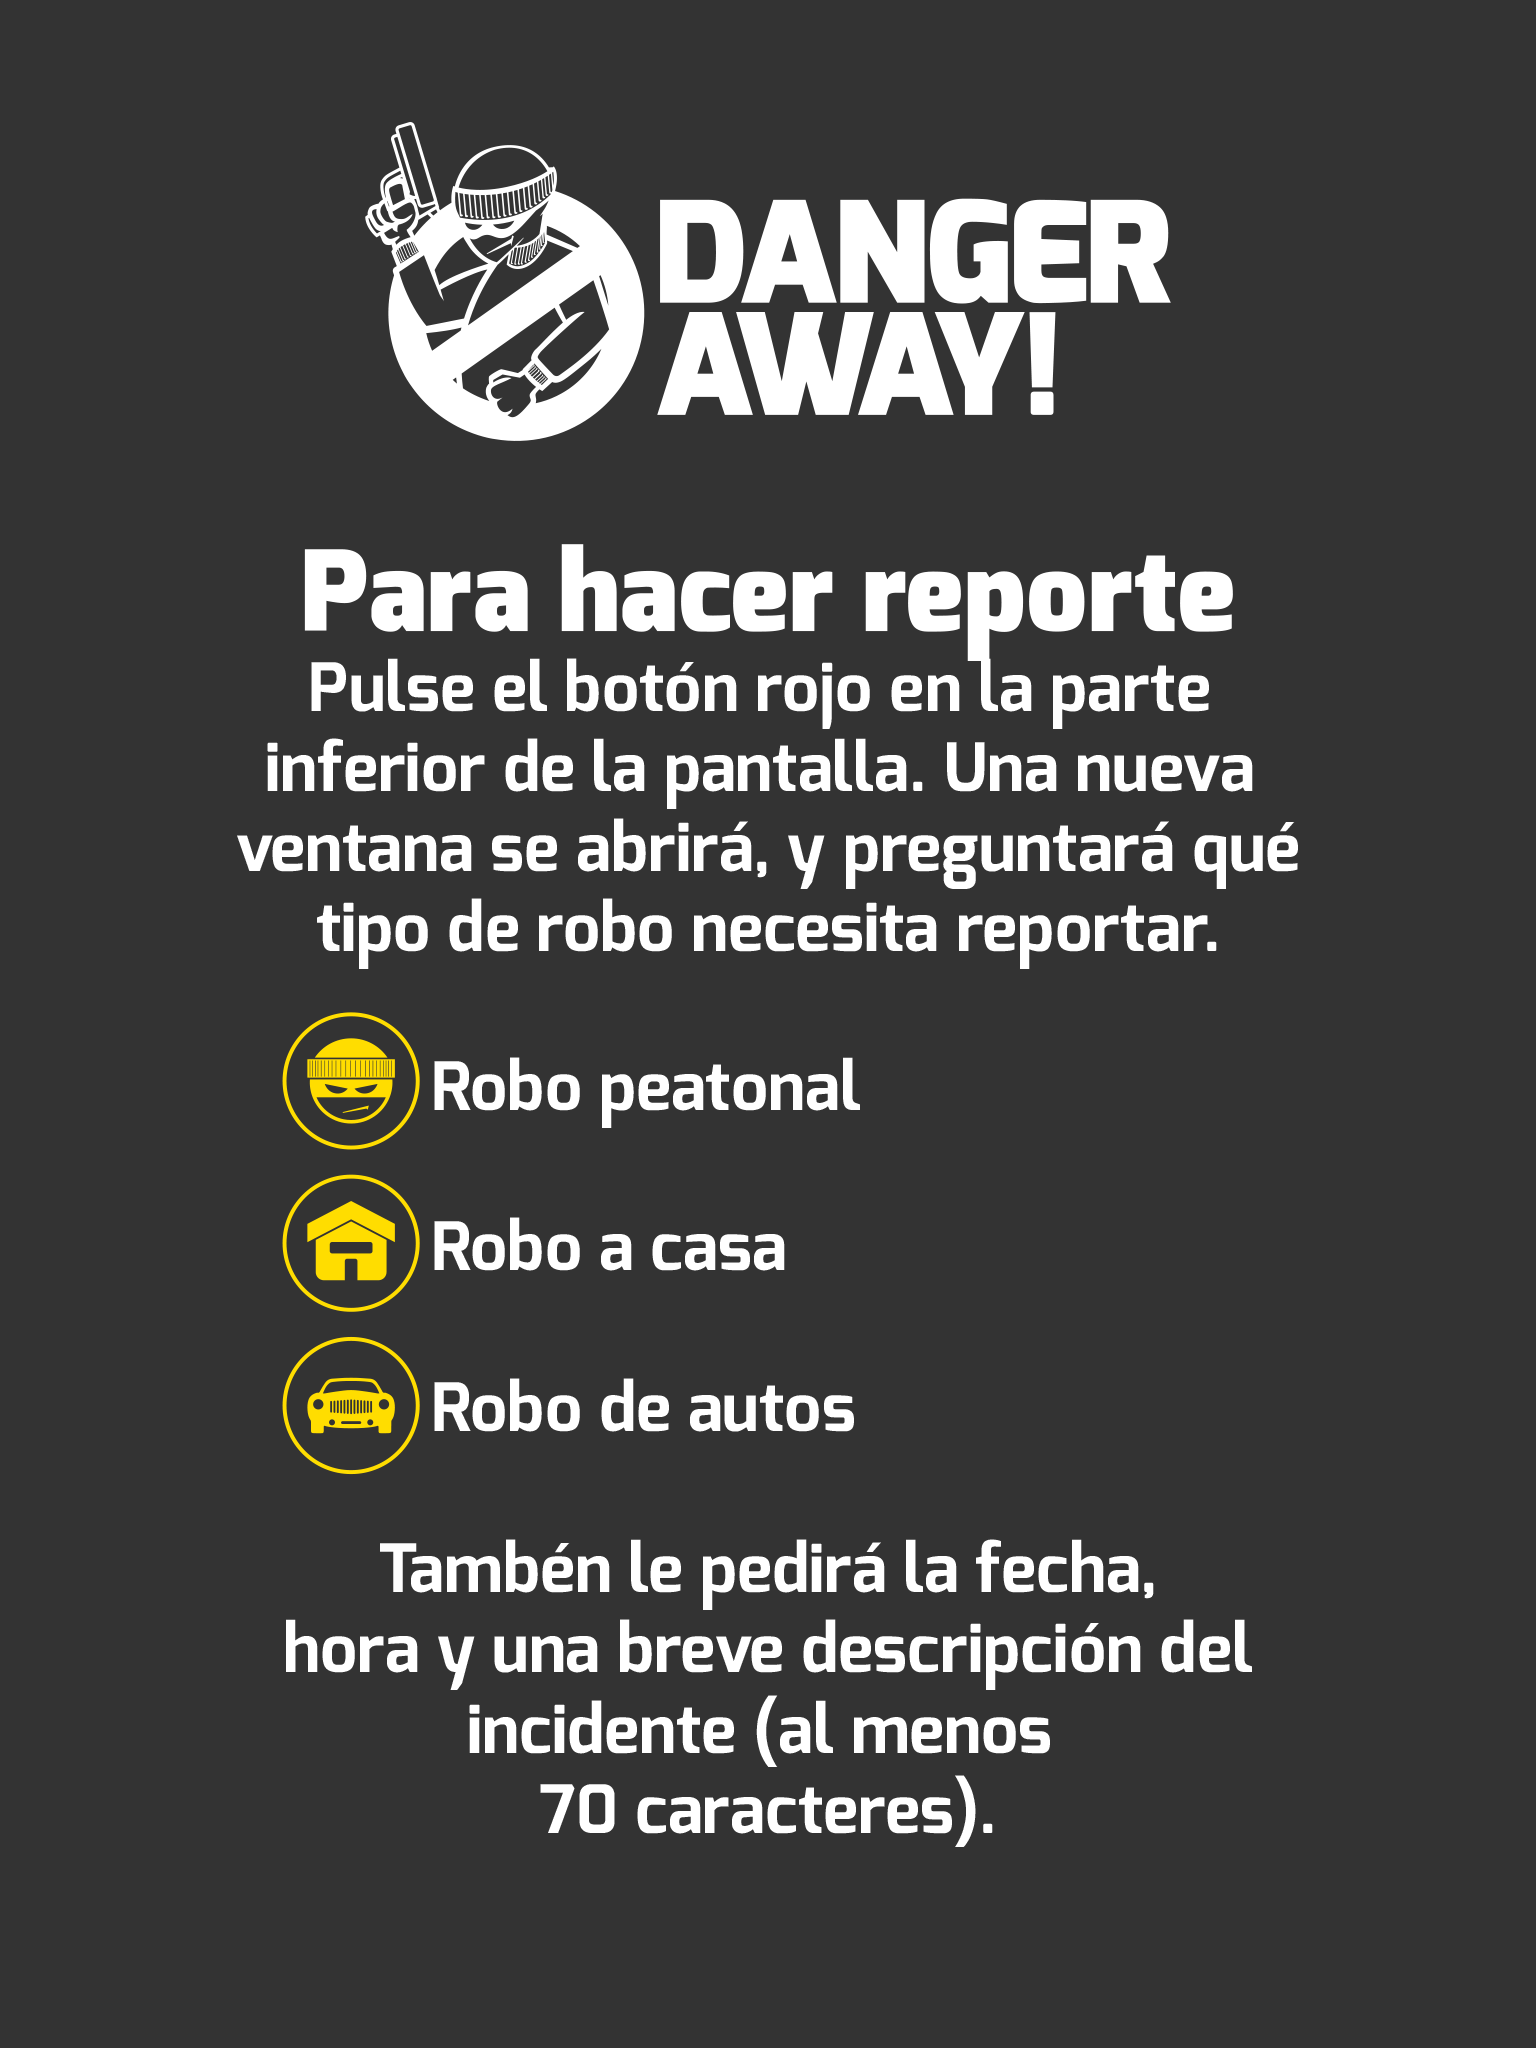 DANGER
AWAY!
Para hacer reporte
Pulse el botón rojo en la parte
inferior de la pantalla. Una nueva
ventana se abrirá, y preguntará qué
tipo de robo necesita reportar.
Robo peatonal
Robo a casa
Robo de autos
Tambén le pedirá la fecha,
hora y una breve descripción del
incidente (al menos
70 caracteres).